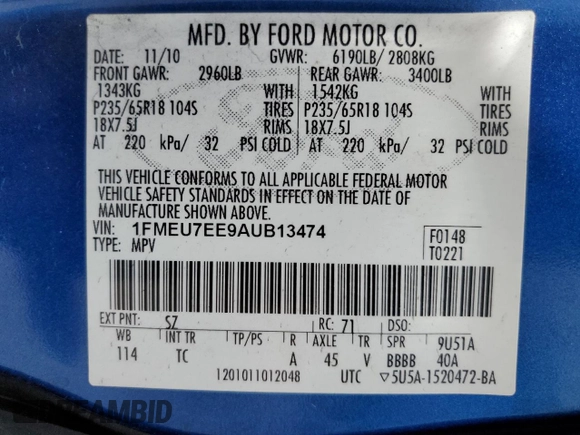 MFD. BY FORD MOTOR CO.
DATE: 11/10 GVWR: 6190LB/ 2808KG
FRONT GAWR: 2960LB REAR GAWR: 3400LB
1343KG WITH 1542KG WITH
P235/65R18 104S TIRES P235/65R18 104S TIRES
18X7.5J RIMS 18X7.5J RIMS
AT 220 kPa/ 32 PSI COLD AT 220 kPa/ 32 PSI COLD
THIS VEHICLE CONFORMS TO ALL APPLICABLE FEDERAL MOTOR
VEHICLE SAFETY STANDARDS IN EFFECT ON THE DATE OF
MANUFACTURE SHOWN ABOVE.
VIN: 1FMEU7EE9AUB13474 F0148
TYPE: MPV T0221
EXT PNT: SZ RC: 71 DSO:
WB INT TR TP/PS R AXLE TR SPR 9U51A
114 TC A 45 V BBBB 40A
1201011012048 UTC ▽5U5A-1520472-BA